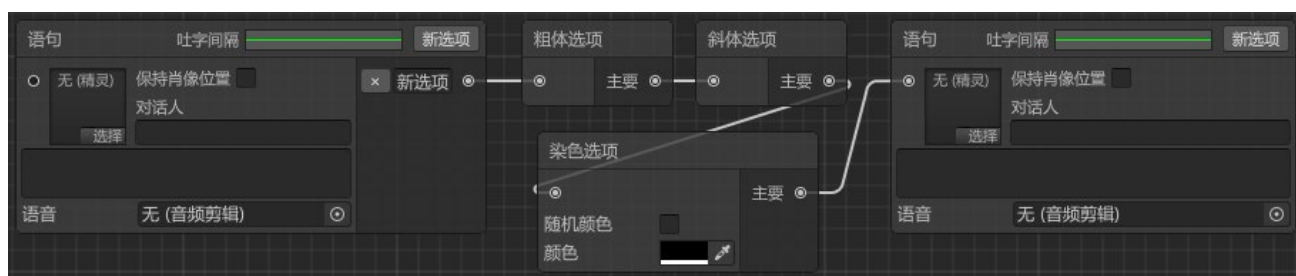 语句 吐字间隔 新选项
无 (精灵) 保持肖像位置
对话人
选择
× 新选项
语音 无 (音频剪辑)
粗体选项
主要
斜体选项
主要
染色选项
主要
随机颜色
颜色
语句 吐字间隔 新选项
无 (精灵) 保持肖像位置
对话人
选择
语音 无 (音频剪辑)